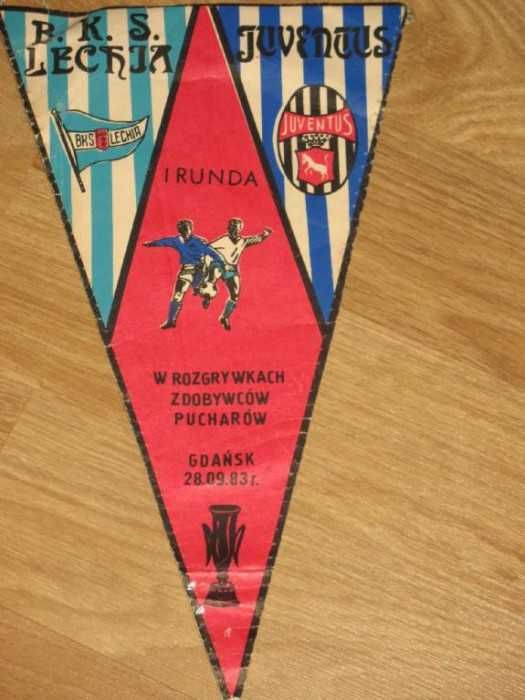 B. K. S.
LECHIA
JUVENTUS
BKS LECHIA
JUVENTUS
I RUNDA
W ROZGRYWKACH
ZDOBYWCÓW
PUCHARÓW
GDAŃSK
28.09.83 r.